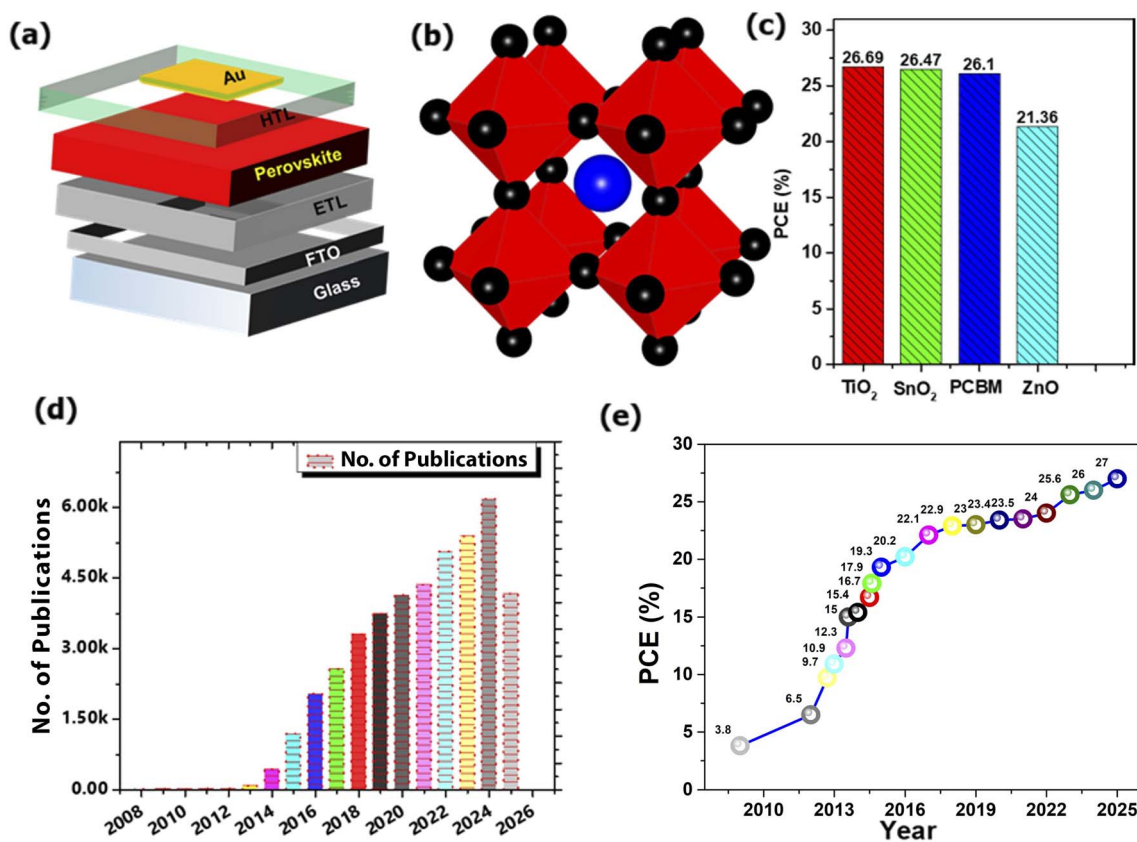 (a)
Au
HTL
Perovskite
ETL
FTO
Glass
(b)
(c)
PCE (%)
30
25
20
15
10
5
0
26.69
26.47
26.1
21.36
TiO₂
SnO₂
PCBM
ZnO
(d)
No. of Publications
No. of Publications
6.00k
4.50k
3.00k
1.50k
0.00
2008
2010
2012
2014
2016
2018
2020
2022
2024
2026
(e)
PCE (%)
30
25
20
15
10
5
0
3.8
6.5
9.7
10.9
12.3
15
15.4
16.7
17.9
19.3
20.2
22.1
22.9
23
23.4
23.5
24
25.6
26
27
2010
2013
2014
2016
2017
2019
2020
2022
2023
2025
Year